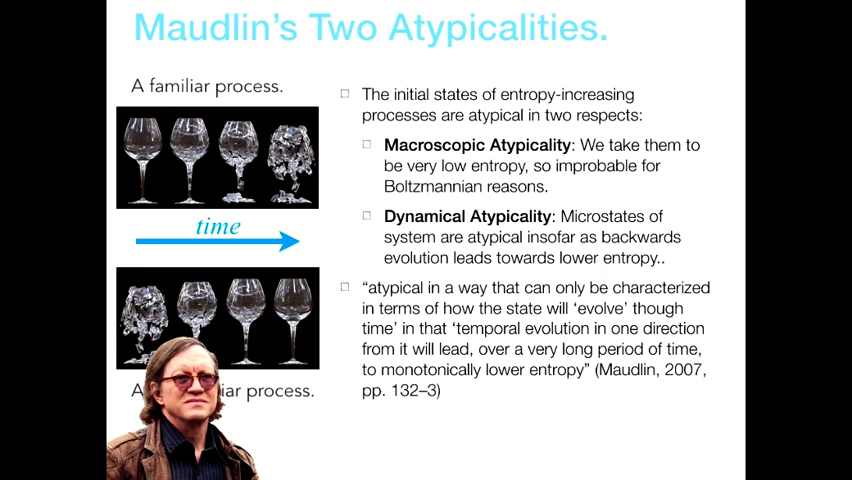 Maudlin's Two Atypicalities.
A familiar process.
time
A
iar process.
The initial states of entropy-increasing
processes are atypical in two respects:
Macroscopic Atypicality: We take them to
be very low entropy, so improbable for
Boltzmannian reasons.
Dynamical Atypicality: Microstates of
system are atypical insofar as backwards
evolution leads towards lower entropy..
“atypical in a way that can only be characterized
in terms of how the state will ‘evolve’ though
time’ in that ‘temporal evolution in one direction
from it will lead, over a very long period of time,
to monotonically lower entropy” (Maudlin, 2007,
pp. 132–3)